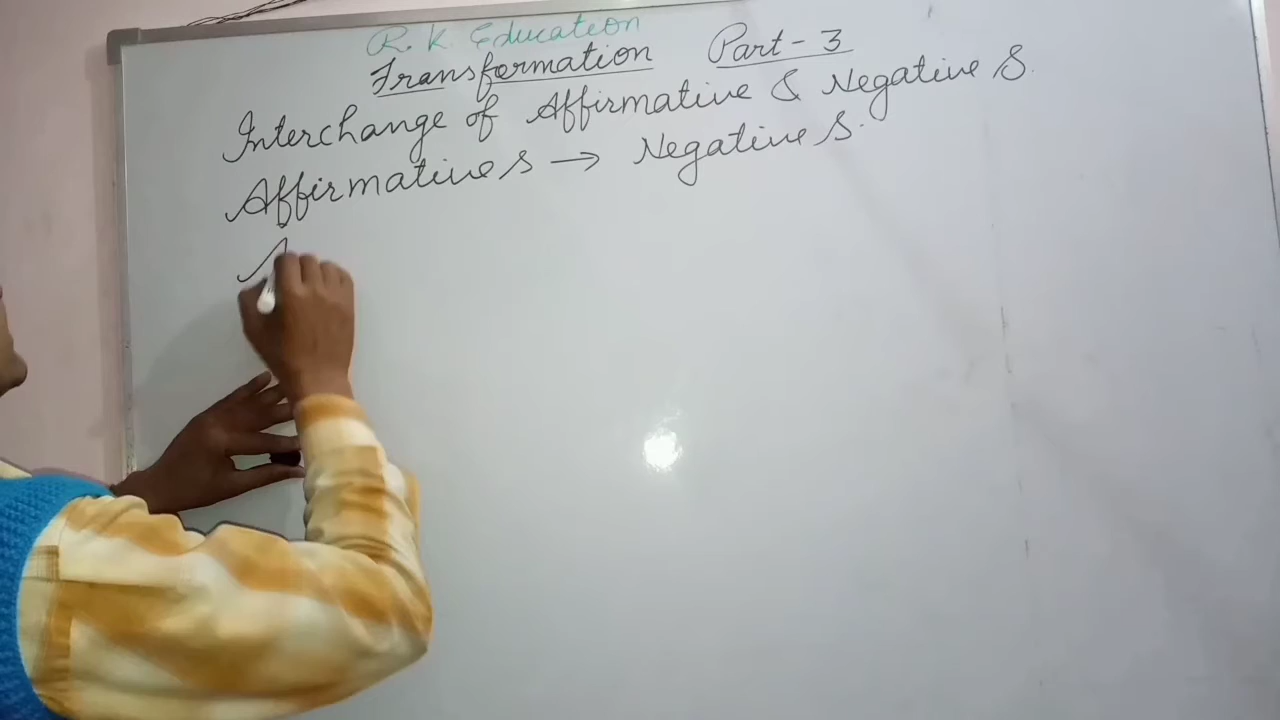 R. K. Education
Transformation Part-3
Interchange of Affirmative & Negative S.
Affirmative s → Negative S.
A